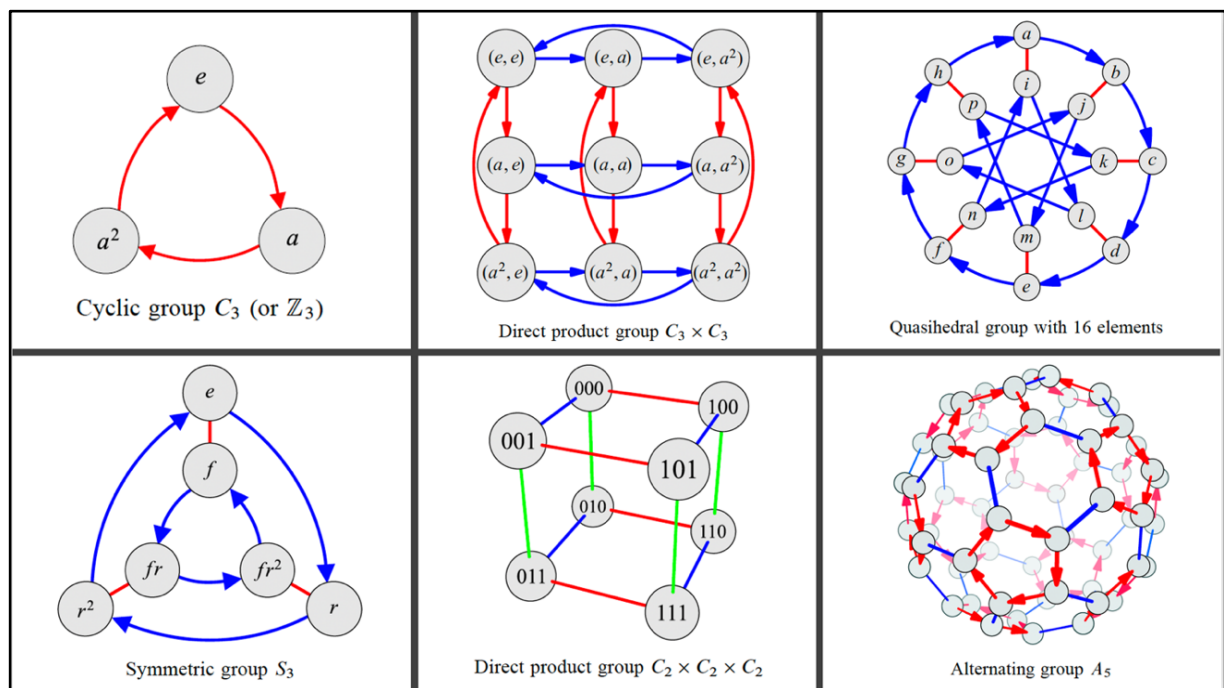 e
a²
a
Cyclic group C₃ (or ℤ₃)
(e, e)
(e, a)
(e, a²)
(a, e)
(a, a)
(a, a²)
(a², e)
(a², a)
(a², a²)
Direct product group C₃ × C₃
a
h
b
i
p
j
g
o
k
c
n
l
m
f
d
e
Quasihedral group with 16 elements
e
f
fr
fr²
r²
r
Symmetric group S₃
000
100
001
101
010
110
011
111
Direct product group C₂ × C₂ × C₂
Alternating group A₅